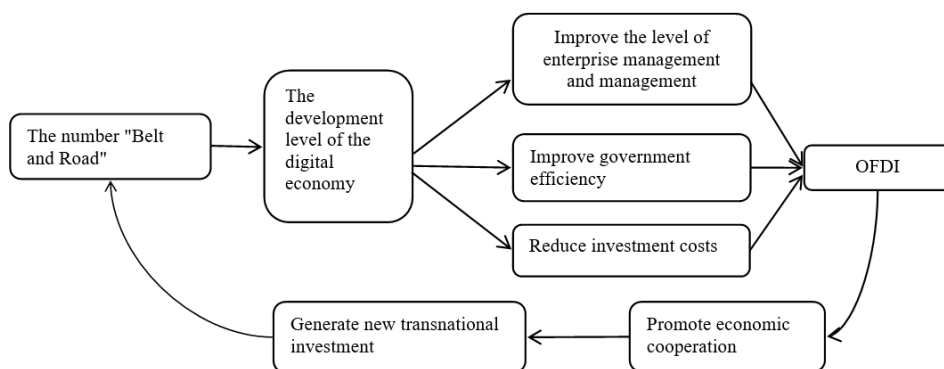 Improve the level of
enterprise management
and management
The
development
level of the
digital
economy
The number "Belt
and Road"
Improve government
efficiency
OFDI
Reduce investment costs
Generate new transnational
investment
Promote economic
cooperation